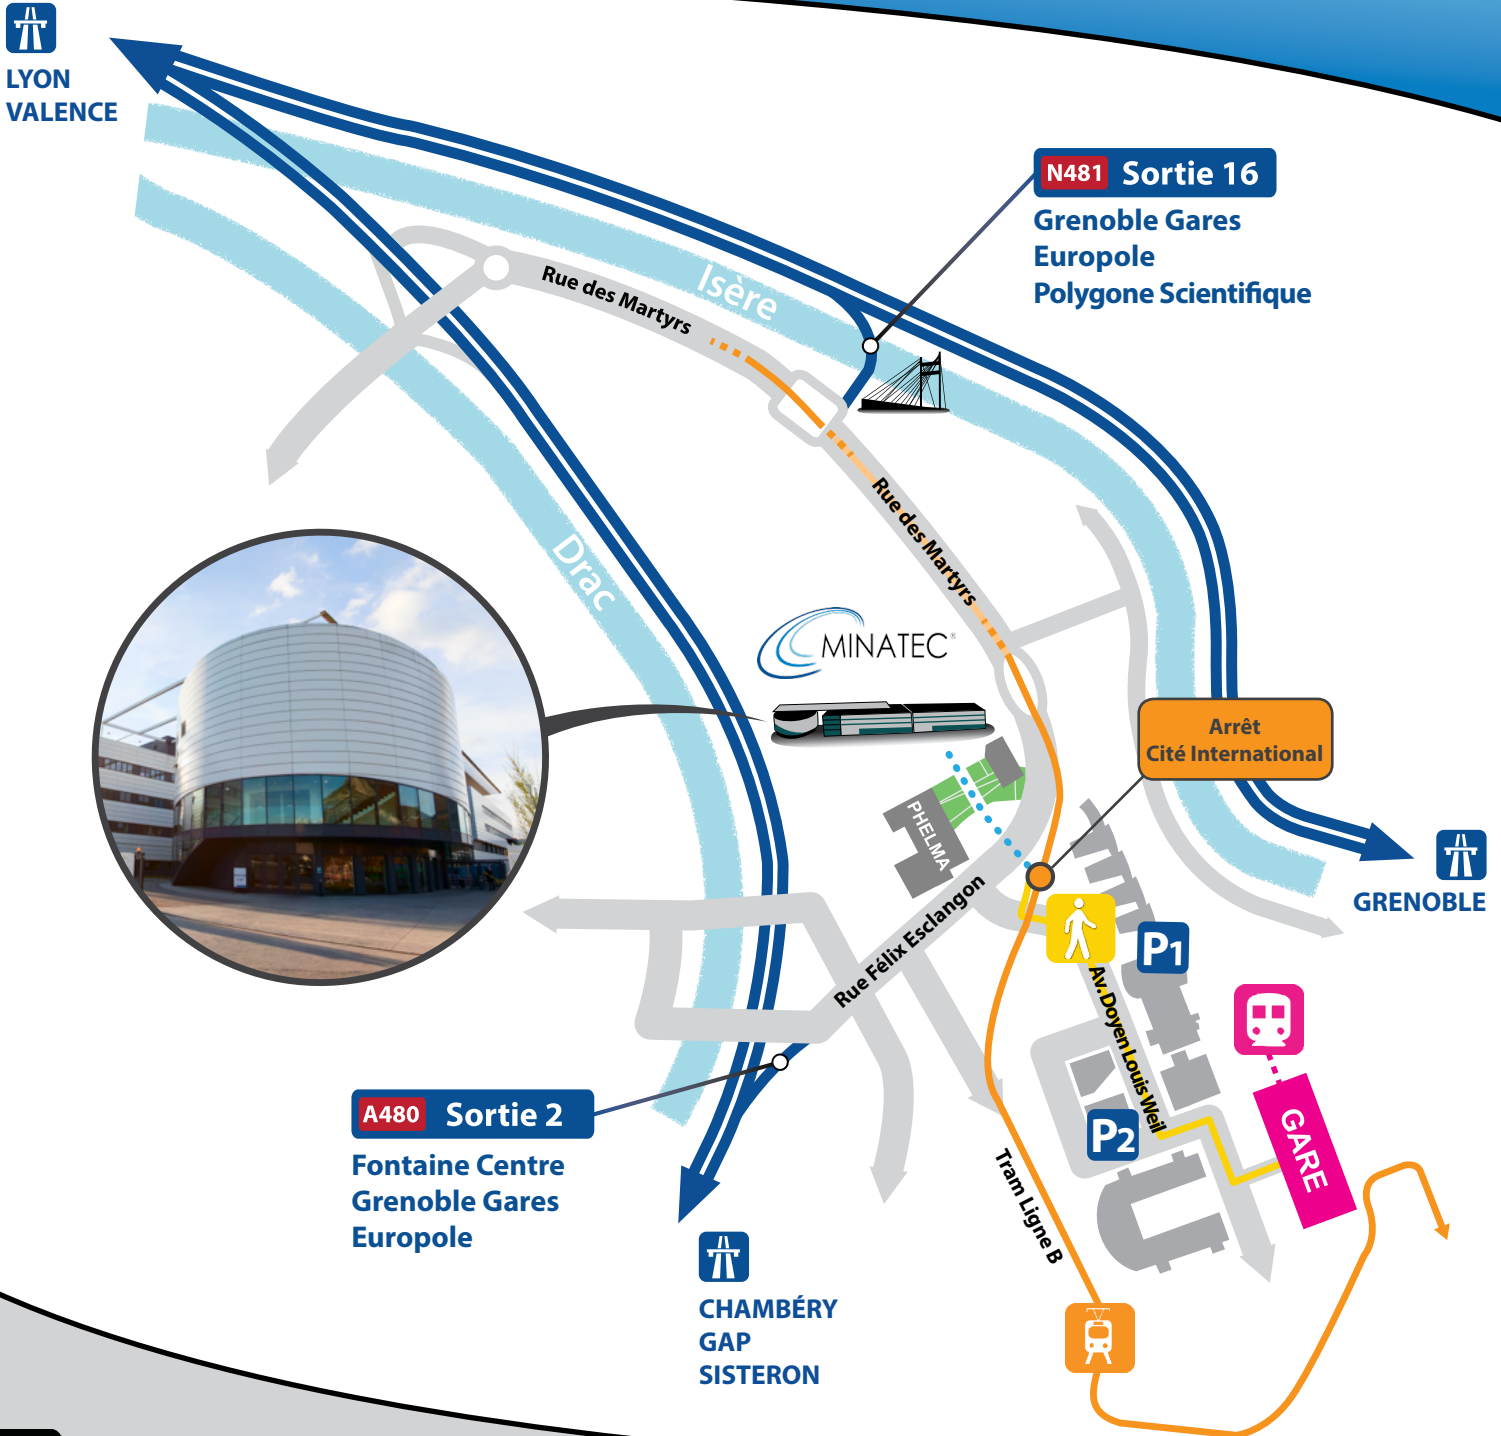 LYON
VALENCE
N481 Sortie 16
Grenoble Gares
Europole
Polygone Scientifique
Isère
Rue des Martyrs
Rue des Martyrs
Drac
MINATEC®
Arrêt
Cité International
PHELMA
GRENOBLE
Rue Félix Esclangon
P1
Av. Doyen Louis Weil
A480 Sortie 2
Fontaine Centre
Grenoble Gares
Europole
P2
GARE
Tram Ligne B
CHAMBÉRY
GAP
SISTERON